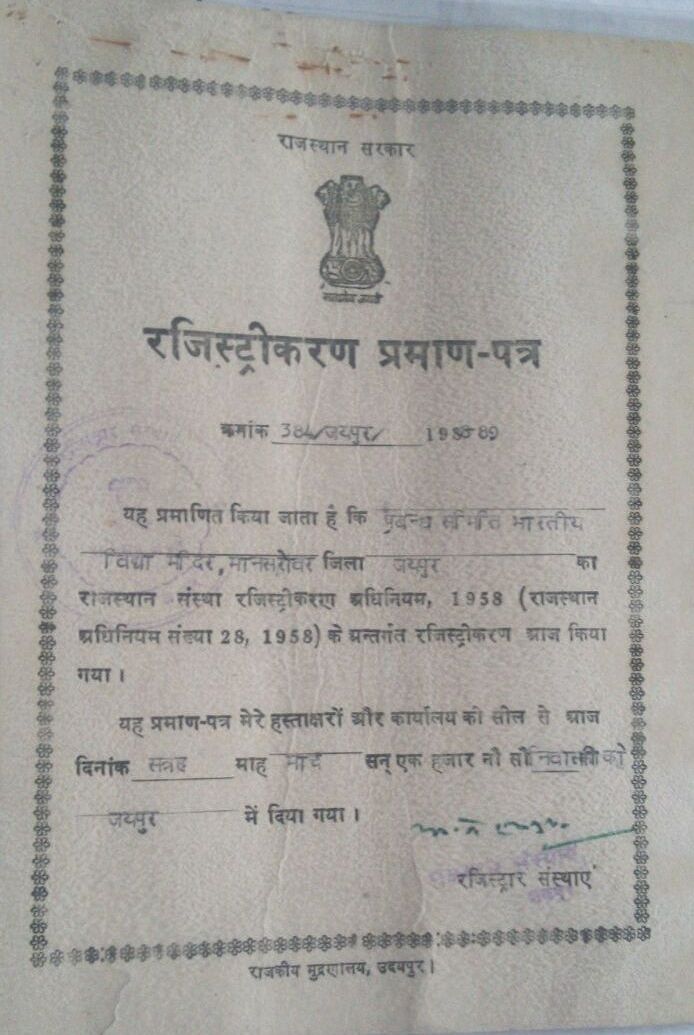 राजस्थान सरकार
सत्यमेव जयते
रजिस्ट्रीकरण प्रमाण-पत्र
क्रमांक 384/जयपुर/ 1988-89
यह प्रमाणित किया जाता है कि प्रबन्ध समिति भारतीय
विद्या मंदिर, मानसरोवर जिला जयपुर का
राजस्थान संस्था रजिस्ट्रीकरण अधिनियम, 1958 (राजस्थान
अधिनियम संख्या 28, 1958) के अन्तर्गत रजिस्ट्रीकरण आज किया
गया।
यह प्रमाण-पत्र मेरे हस्ताक्षरों और कार्यालय की सील से आज
दिनांक सत्रह माह मार्च सन् एक हजार नौ सौ नवासी को
जयपुर में दिया गया।
रजिस्ट्रार संस्थाएं
राजकीय मुद्रणालय, उदयपुर।